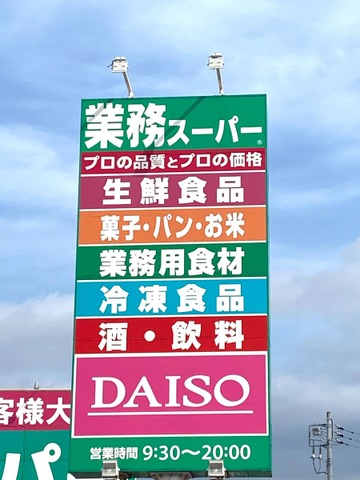 業務スーパー®
プロの品質とプロの価格
生鮮食品
菓子・パン・お米
業務用食材
冷凍食品
酒・飲料
DAISO
営業時間 9:30〜20:00
客様大
パ